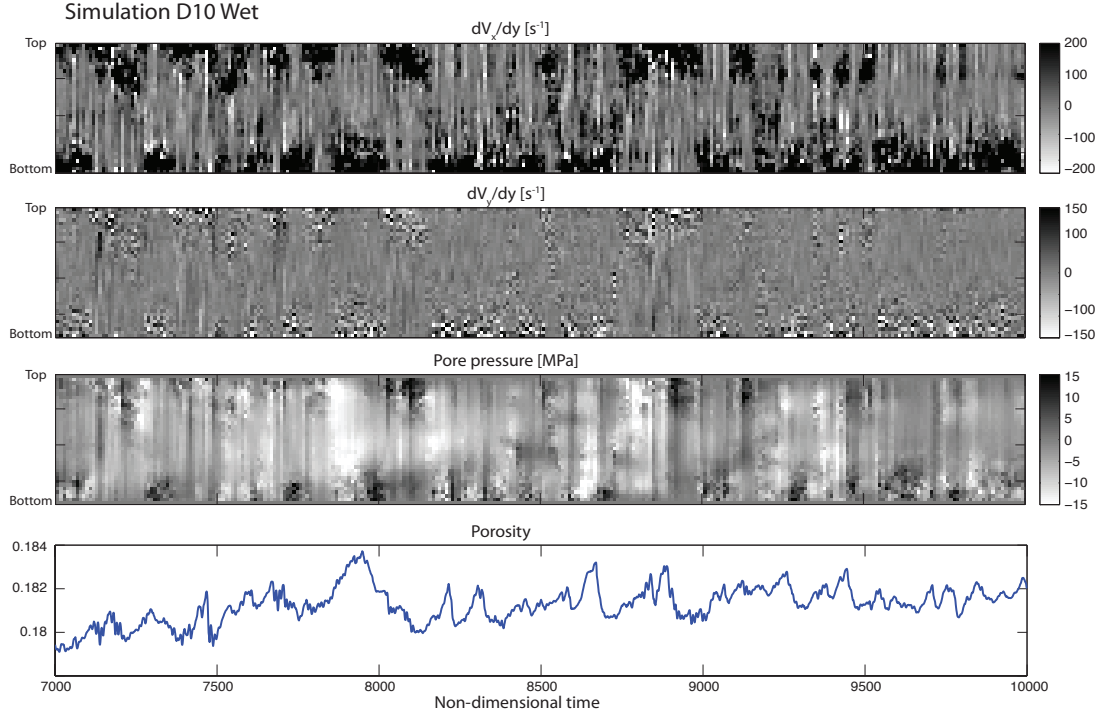 Simulation D10 Wet
dVx/dy [s-1]
Top
Bottom
200
100
0
−100
−200
dVy/dy [s-1]
Top
Bottom
150
100
0
−100
−150
Pore pressure [MPa]
Top
Bottom
15
10
5
0
−5
−10
−15
Porosity
0.184
0.182
0.18
7000 7500 8000 8500 9000 9500 10000
Non-dimensional time